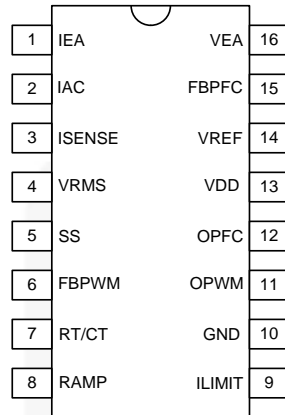 1 IEA VEA 16
2 IAC FBPFC 15
3 ISENSE VREF 14
4 VRMS VDD 13
5 SS OPFC 12
6 FBPWM OPWM 11
7 RT/CT GND 10
8 RAMP ILIMIT 9